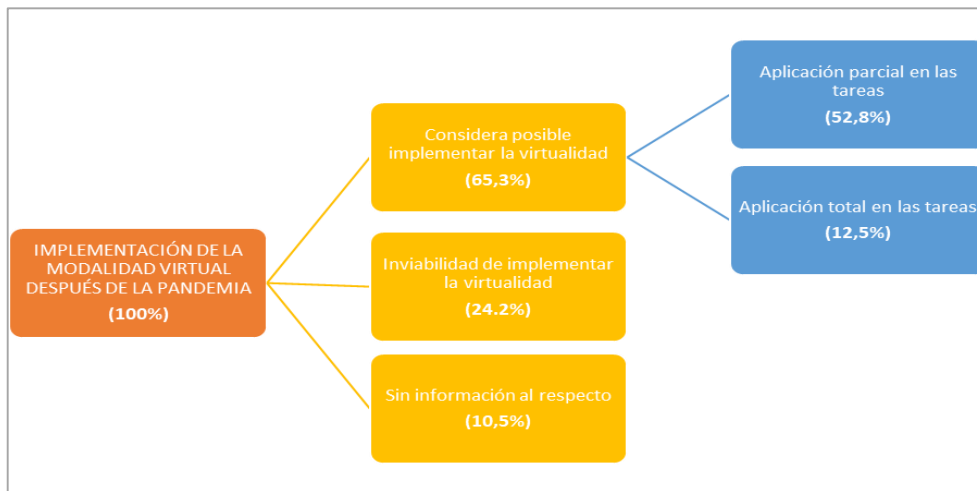 IMPLEMENTACIÓN DE LA
MODALIDAD VIRTUAL
DESPUÉS DE LA PANDEMIA
(100%)
Considera posible
implementar la virtualidad
(65,3%)
Inviabilidad de implementar
la virtualidad
(24.2%)
Sin información al respecto
(10,5%)
Aplicación parcial en las
tareas
(52,8%)
Aplicación total en las tareas
(12,5%)